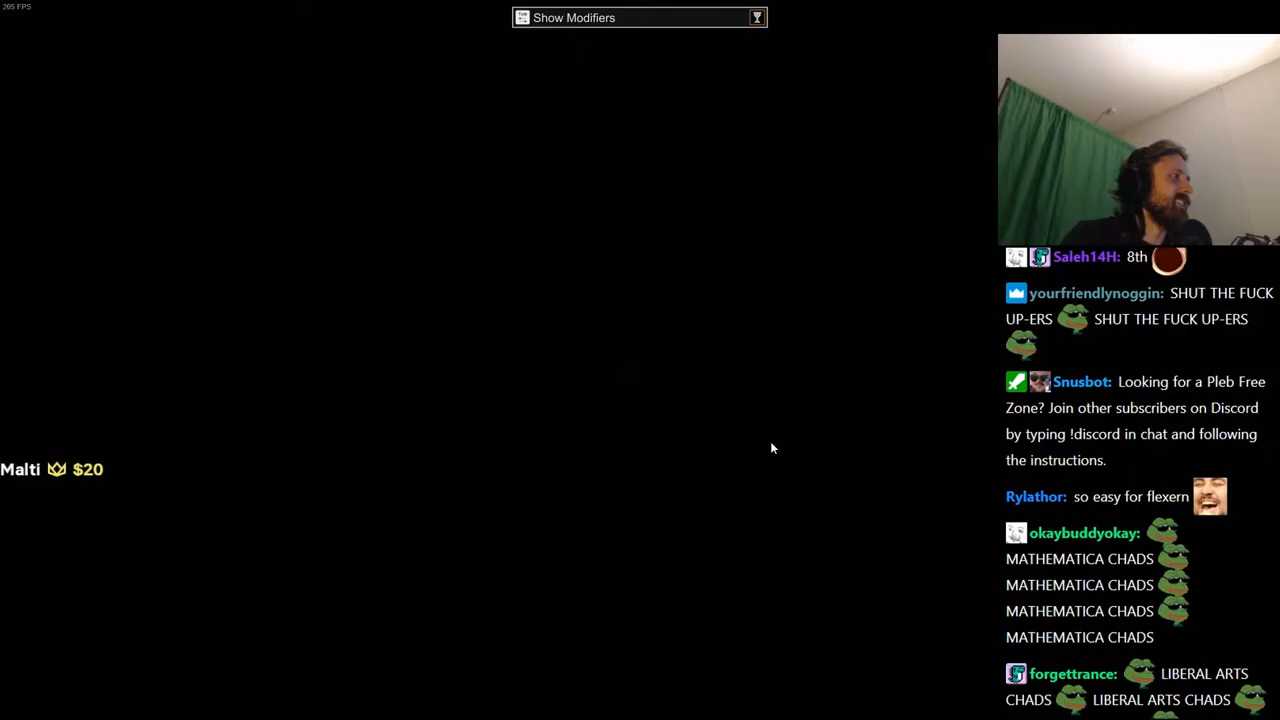 205 FPS
Show Modifiers
Saleh14H: 8th
yourfriendlynoggin: SHUT THE FUCK
UP-ERS SHUT THE FUCK UP-ERS
Snusbot: Looking for a Pleb Free
Zone? Join other subscribers on Discord
by typing !discord in chat and following
the instructions.
Malti $20
Rylathor: so easy for flexern
okaybuddyokay:
MATHEMATICA CHADS
MATHEMATICA CHADS
MATHEMATICA CHADS
MATHEMATICA CHADS
forgettrance: LIBERAL ARTS
CHADS LIBERAL ARTS CHADS